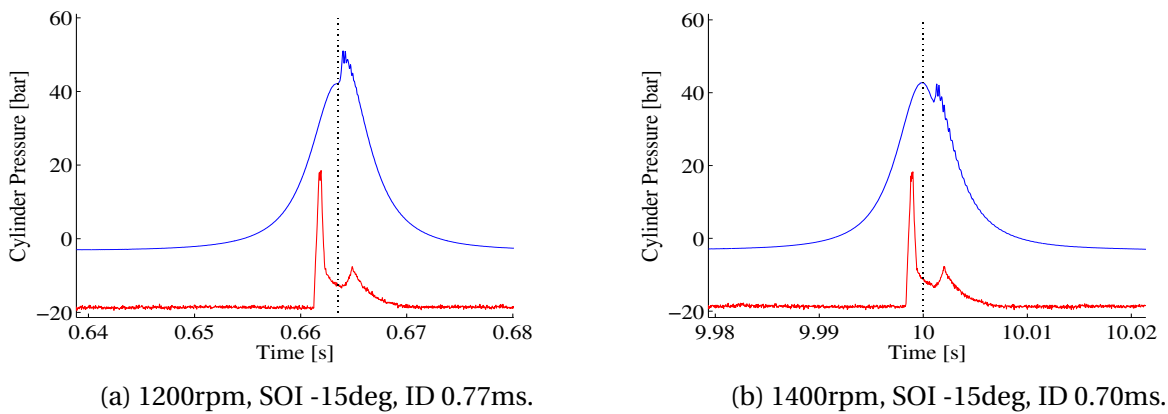 60
40
20
0
−20
Cylinder Pressure [bar]
0.64 0.65 0.66 0.67 0.68
Time [s]
(a) 1200rpm, SOI -15deg, ID 0.77ms.
60
40
20
0
−20
Cylinder Pressure [bar]
9.98 9.99 10 10.01 10.02
Time [s]
(b) 1400rpm, SOI -15deg, ID 0.70ms.